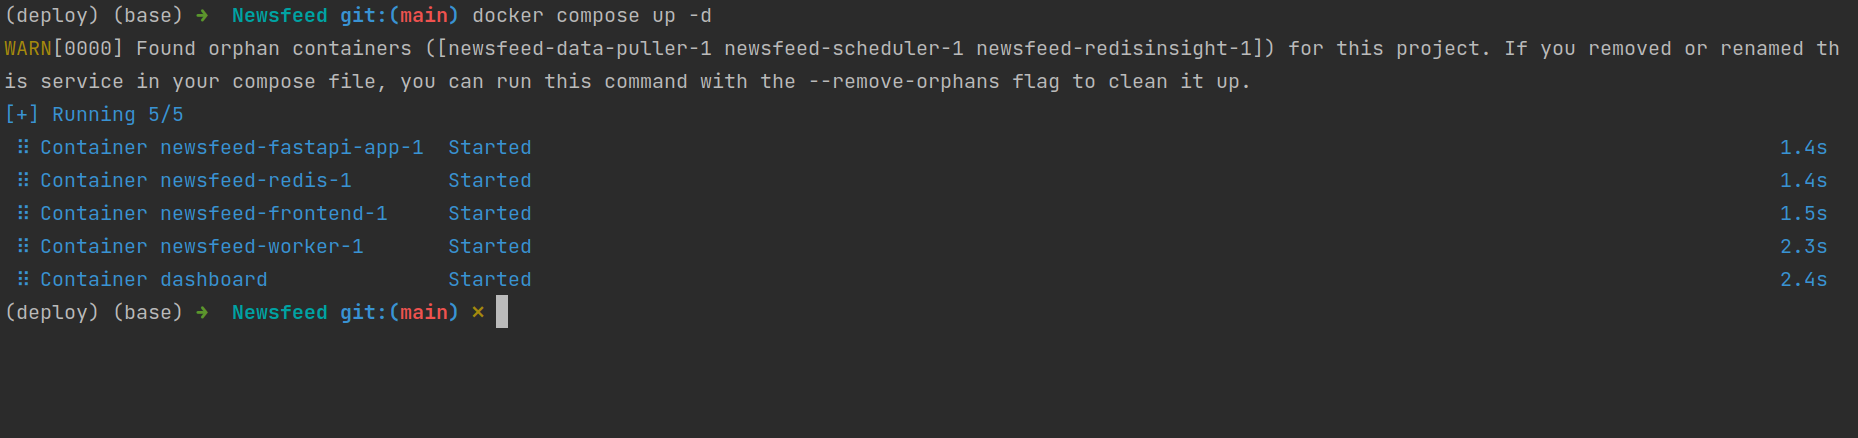 (deploy) (base) ➜  Newsfeed git:(main) docker compose up -d
WARN[0000] Found orphan containers ([newsfeed-data-puller-1 newsfeed-scheduler-1 newsfeed-redisinsight-1]) for this project. If you removed or renamed th
is service in your compose file, you can run this command with the --remove-orphans flag to clean it up.
[+] Running 5/5
 ⠿ Container newsfeed-fastapi-app-1  Started 1.4s
 ⠿ Container newsfeed-redis-1        Started 1.4s
 ⠿ Container newsfeed-frontend-1     Started 1.5s
 ⠿ Container newsfeed-worker-1       Started 2.3s
 ⠿ Container dashboard               Started 2.4s
(deploy) (base) ➜  Newsfeed git:(main) ✗